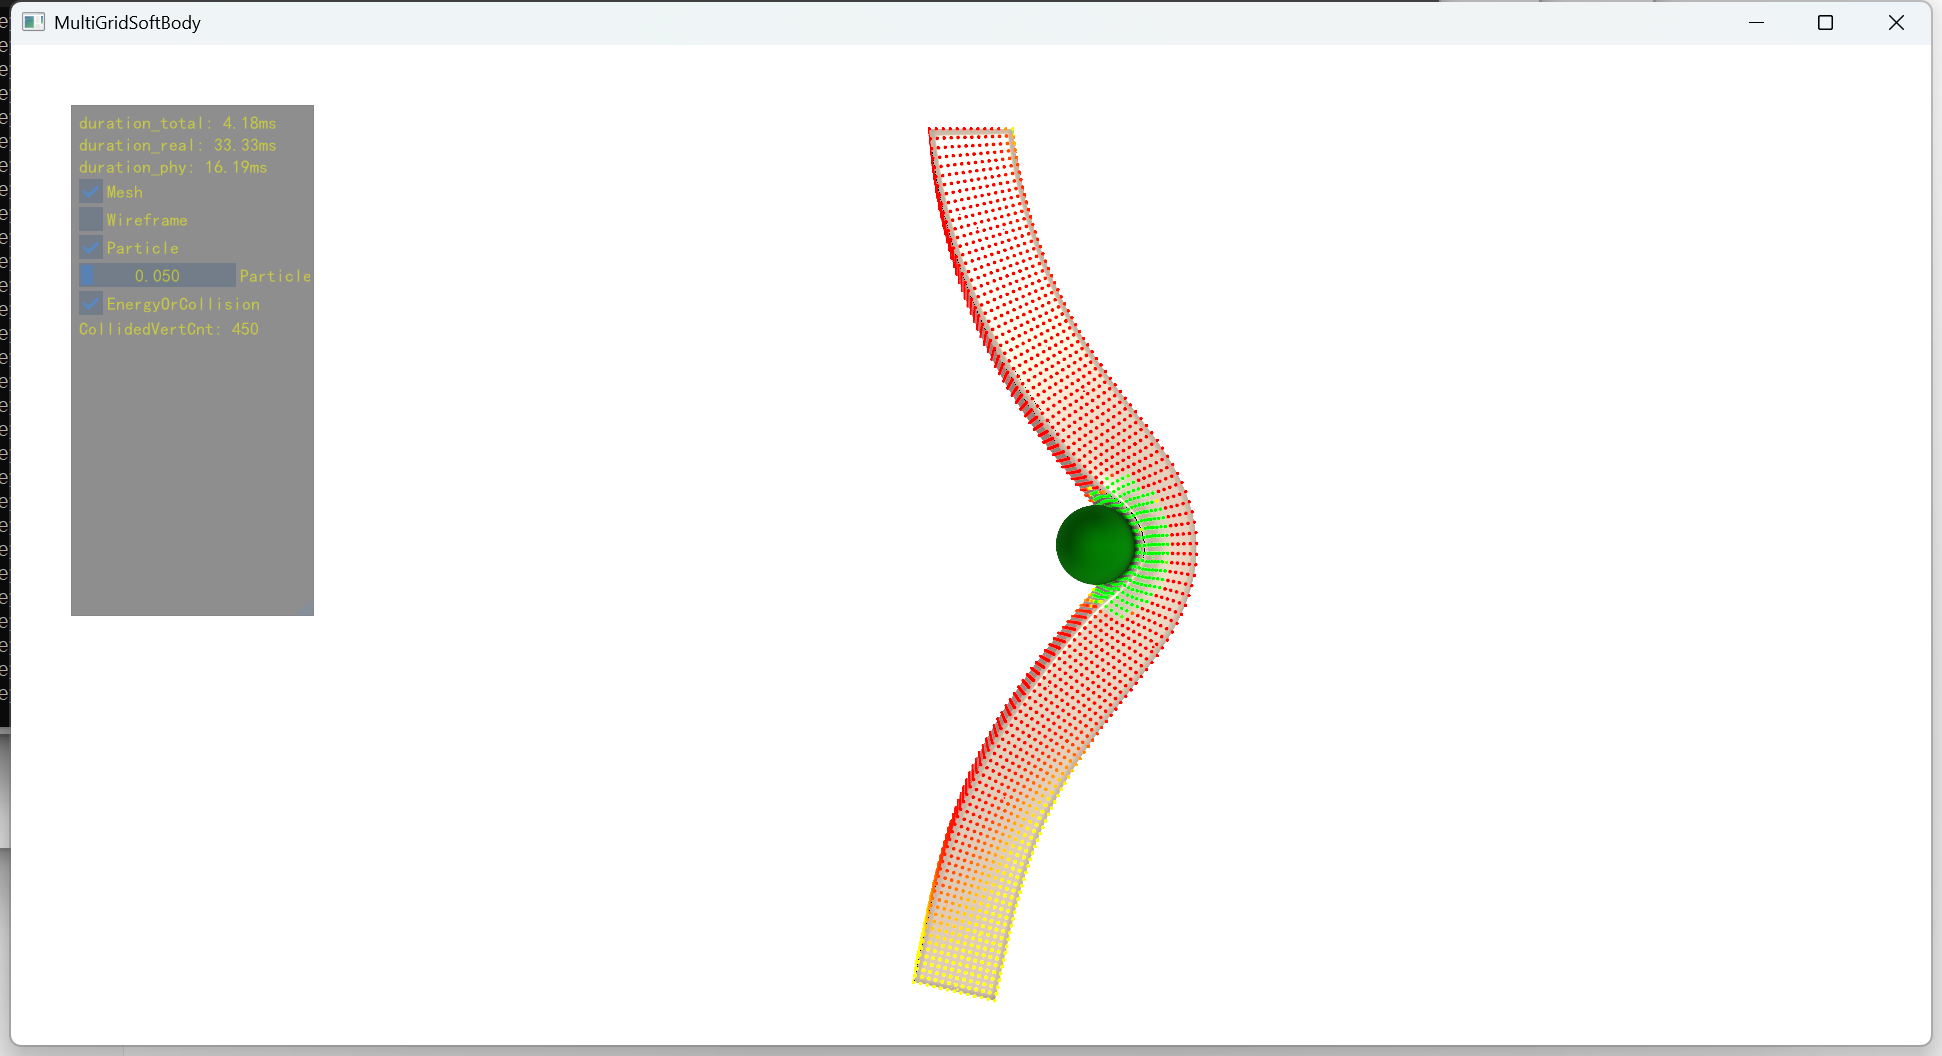 MultiGridSoftBody
duration_total: 4.18ms
duration_real: 33.33ms
duration_phy: 16.19ms
Mesh
Wireframe
Particle
0.050 Particle
EnergyOrCollision
CollidedVertCnt: 450